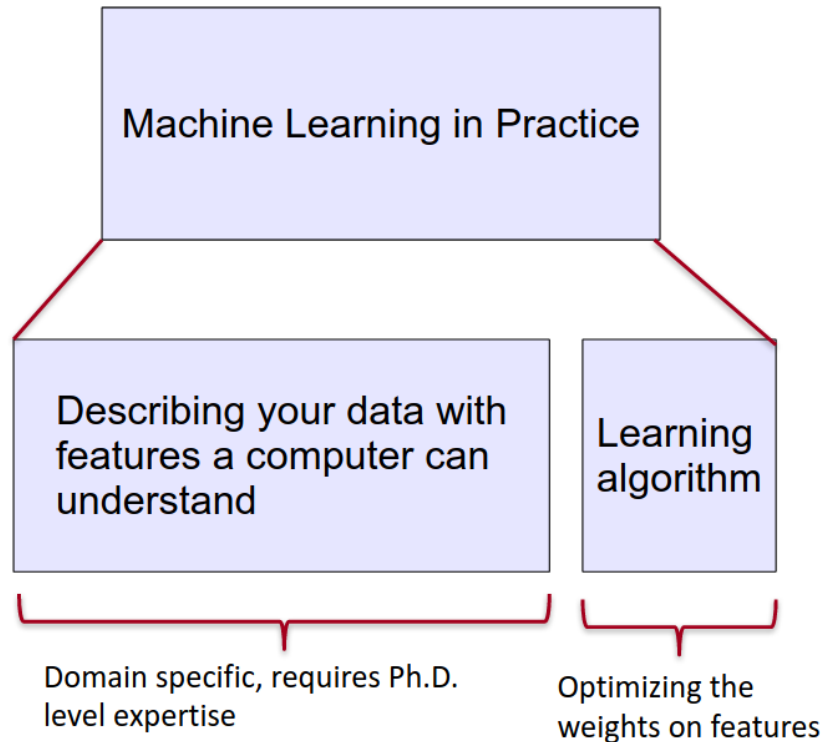 Machine Learning in Practice
Describing your data with
features a computer can
understand
Learning
algorithm
Domain specific, requires Ph.D.
level expertise
Optimizing the
weights on features